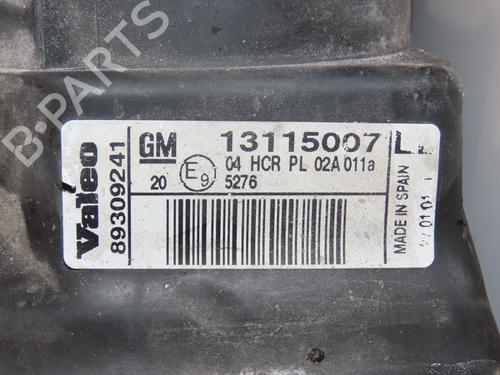 B-PARTS
Valeo
89309241
GM 13115007 L
04 HCR PL 02A 011a
20 E9 5276
MADE IN SPAIN